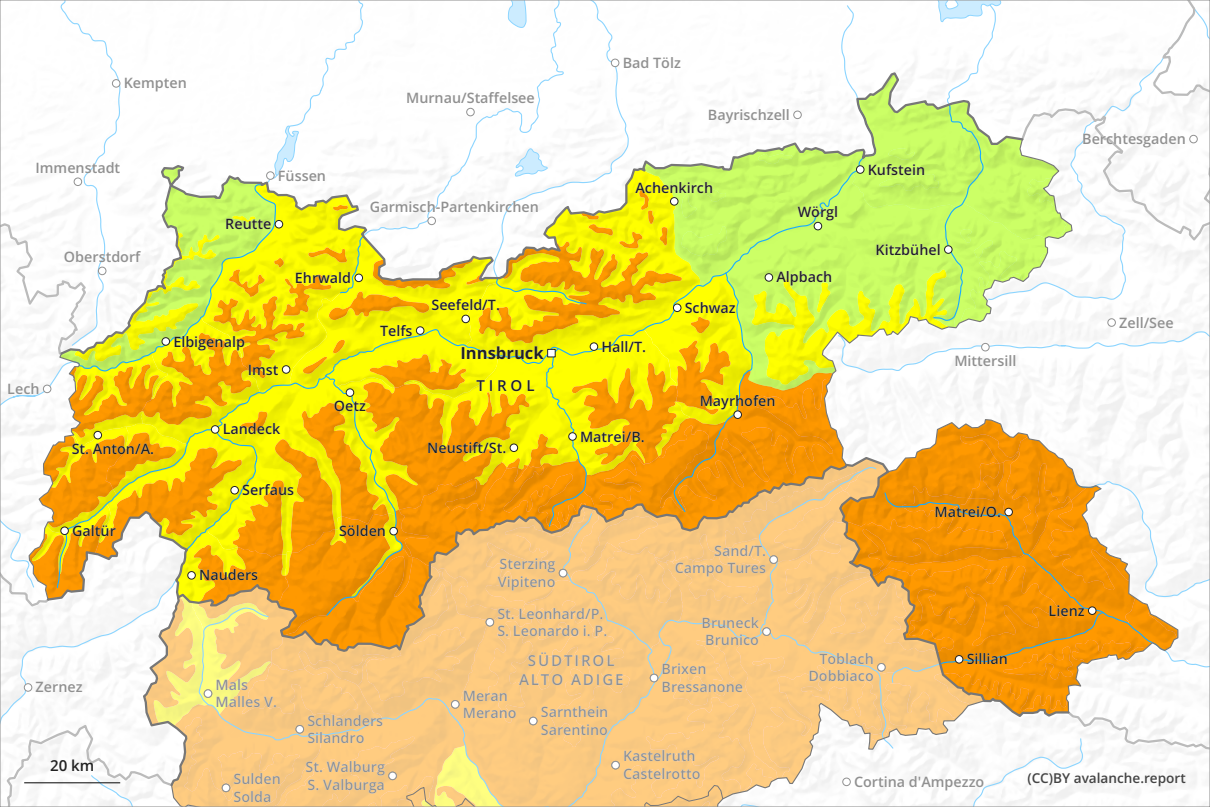 Bad Tölz
Kempten
Murnau/Staffelsee
Bayrischzell
Berchtesgaden
Immenstadt
Füssen
Kufstein
Achenkirch
Garmisch-Partenkirchen
Wörgl
Reutte
Kitzbühel
Oberstdorf
Ehrwald
Alpbach
Seefeld/T.
Schwaz
Zell/See
Telfs
Elbigenalp
Hall/T.
Innsbruck
Mittersill
Imst
TIROL
Lech
Mayrhofen
Oetz
Landeck
Matrei/B.
St. Anton/A.
Neustift/St.
Serfaus
Matrei/O.
Galtür
Sölden
Sand/T.
Campo Tures
Sterzing
Vipiteno
Nauders
Lienz
St. Leonhard/P.
S. Leonardo i. P.
Bruneck
Brunico
Sillian
Toblach
Dobbiaco
SÜDTIROL
ALTO ADIGE
Brixen
Bressanone
Zernez
Mals
Malles V.
Meran
Merano
Sarnthein
Sarentino
Schlanders
Silandro
Kastelruth
Castelrotto
20 km
St. Walburg
S. Valburga
Sulden
Solda
Cortina d'Ampezzo
(CC)BY avalanche.report